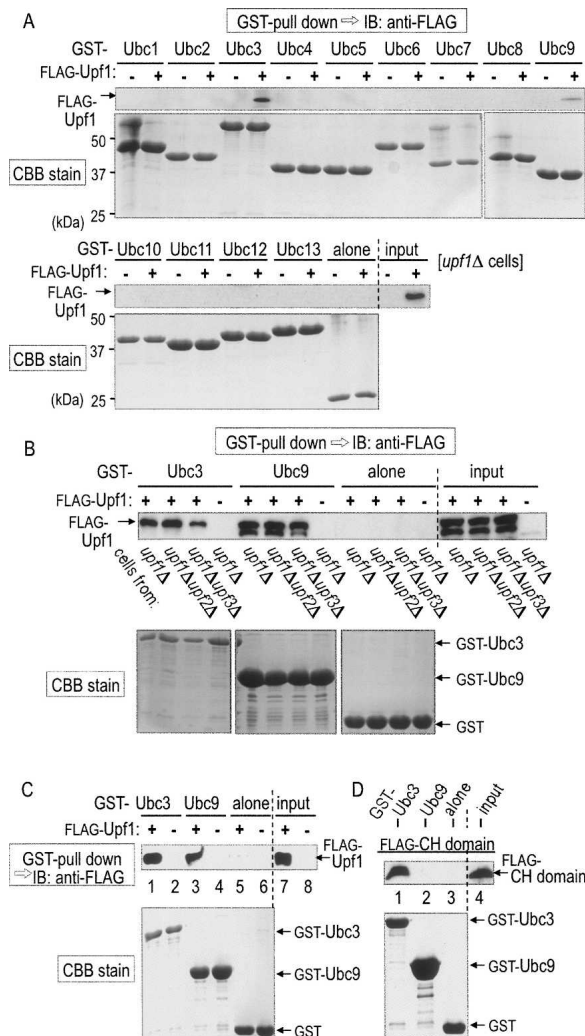 A
GST-pull down ⇨ IB: anti-FLAG
GST- Ubc1 Ubc2 Ubc3 Ubc4 Ubc5 Ubc6 Ubc7 Ubc8 Ubc9
FLAG-Upf1: - + - + - + - + - + - + - + - + - +
FLAG-
Upf1
50
CBB stain
37
(kDa) 25
GST- Ubc10 Ubc11 Ubc12 Ubc13 alone input
FLAG-Upf1: - + - + - + - + - + - + [upf1Δ cells]
FLAG-
Upf1
50
CBB stain
37
(kDa) 25
B
GST-pull down ⇨ IB: anti-FLAG
GST- Ubc3 Ubc9 alone input
FLAG-Upf1: + + + - + + + - + + + - + + + -
FLAG-
Upf1
cells from: upf1Δ upf1Δupf2Δ upf1Δupf3Δ upf1Δ upf1Δ upf1Δupf2Δ upf1Δupf3Δ upf1Δ upf1Δ upf1Δupf2Δ upf1Δupf3Δ upf1Δ upf1Δ upf1Δupf2Δ upf1Δupf3Δ upf1Δ
GST-Ubc3
CBB stain
GST-Ubc9
GST
C
GST- Ubc3 Ubc9 alone input
FLAG-Upf1: + - + - + - + -
GST-pull down
⇨ IB: anti-FLAG
FLAG-
Upf1
1 2 3 4 5 6 7 8
GST-Ubc3
CBB stain
GST-Ubc9
GST
D
GST- Ubc3 Ubc9 alone input
FLAG-CH domain
FLAG-
CH domain
1 2 3 4
GST-Ubc3
GST-Ubc9
GST